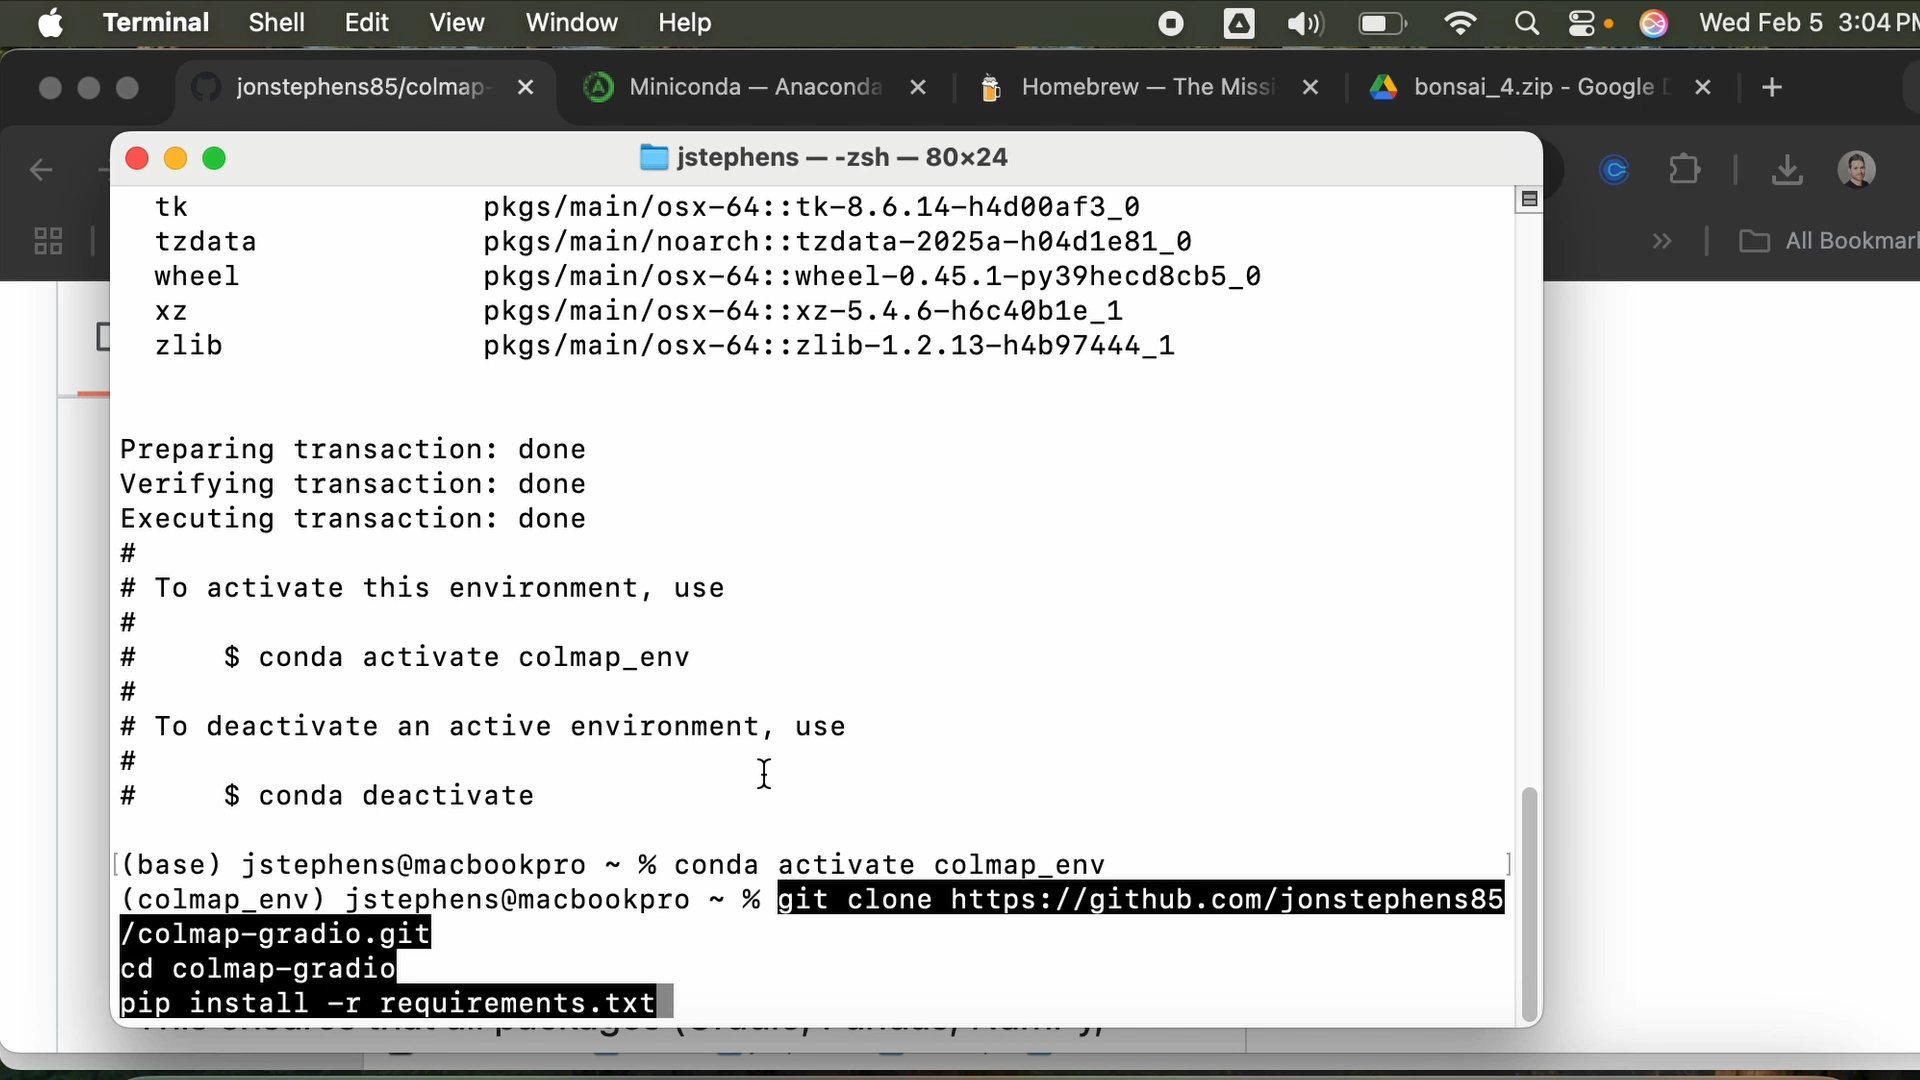 Terminal Shell Edit View Window Help Wed Feb 5 3:04 PM
jonstephens85/colmap- Miniconda — Anaconda Homebrew — The Missi bonsai_4.zip - Google
jstephens — -zsh — 80×24
All Bookmar
tk pkgs/main/osx-64::tk-8.6.14-h4d00af3_0
tzdata pkgs/main/noarch::tzdata-2025a-h04d1e81_0
wheel pkgs/main/osx-64::wheel-0.45.1-py39hecd8cb5_0
xz pkgs/main/osx-64::xz-5.4.6-h6c40b1e_1
zlib pkgs/main/osx-64::zlib-1.2.13-h4b97444_1
Preparing transaction: done
Verifying transaction: done
Executing transaction: done
#
# To activate this environment, use
#
# $ conda activate colmap_env
#
# To deactivate an active environment, use
#
# $ conda deactivate
[(base) jstephens@macbookpro ~ % conda activate colmap_env ]
(colmap_env) jstephens@macbookpro ~ % git clone https://github.com/jonstephens85
/colmap-gradio.git
cd colmap-gradio
pip install -r requirements.txt